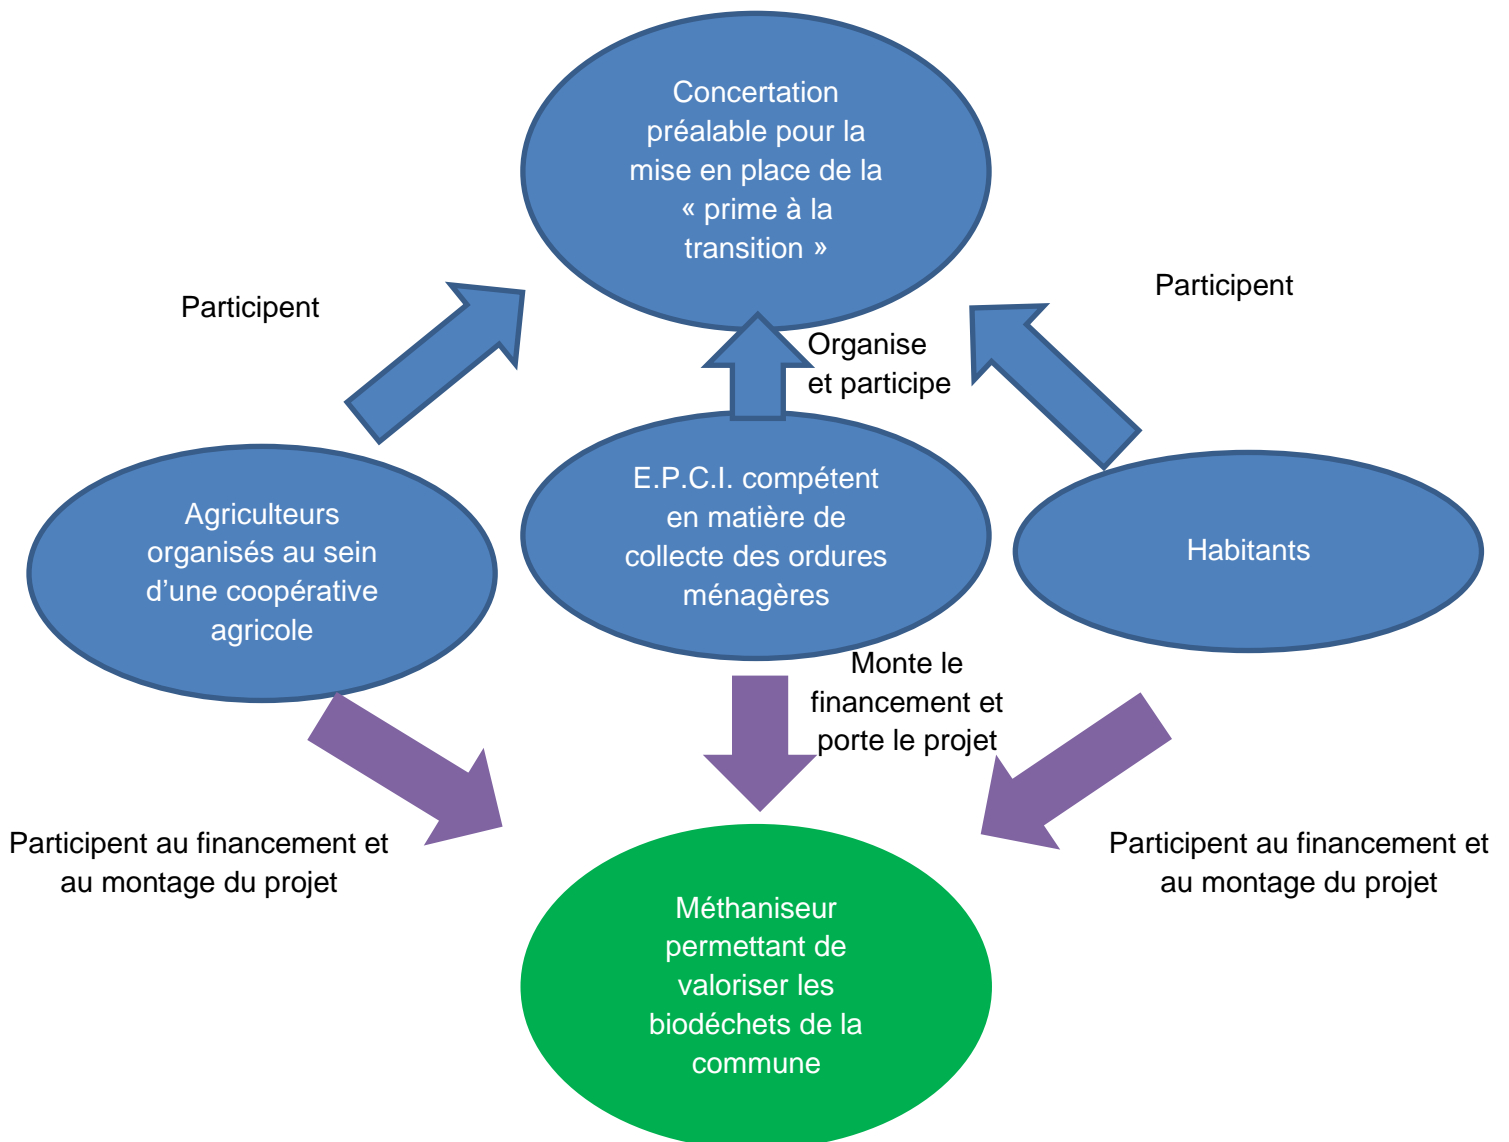 Concertation
préalable pour la
mise en place de la
« prime à la
transition »
Participent
Participent
Organise
et participe
Agriculteurs
organisés au sein
d’une coopérative
agricole
E.P.C.I. compétent
en matière de
collecte des ordures
ménagères
Habitants
Monte le
financement et
porte le projet
Participent au financement et
au montage du projet
Participent au financement et
au montage du projet
Méthaniseur
permettant de
valoriser les
biodéchets de la
commune